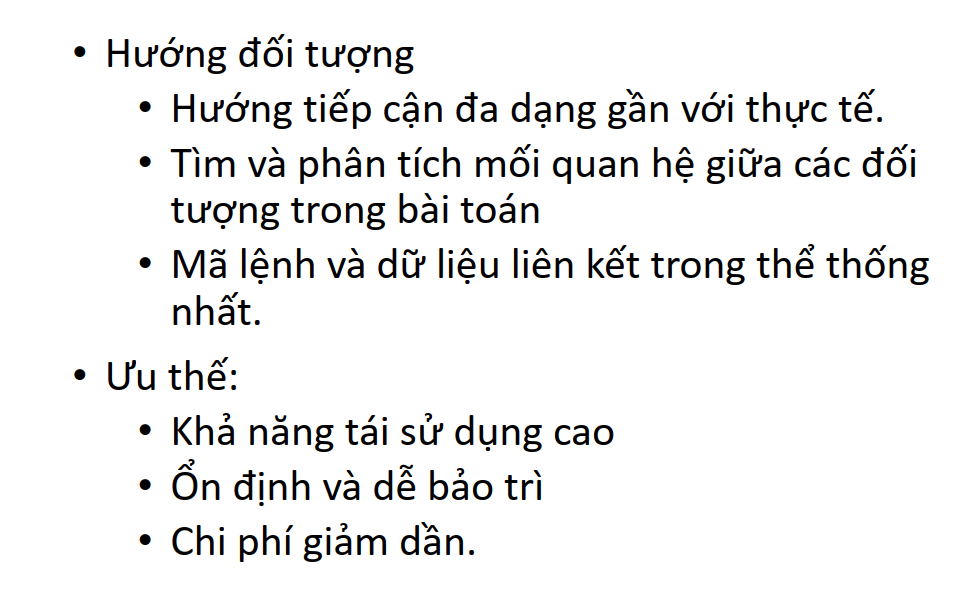 • Hướng đối tượng
• Hướng tiếp cận đa dạng gần với thực tế.
• Tìm và phân tích mối quan hệ giữa các đối
tượng trong bài toán
• Mã lệnh và dữ liệu liên kết trong thể thống
nhất.
• Ưu thế:
• Khả năng tái sử dụng cao
• Ổn định và dễ bảo trì
• Chi phí giảm dần.